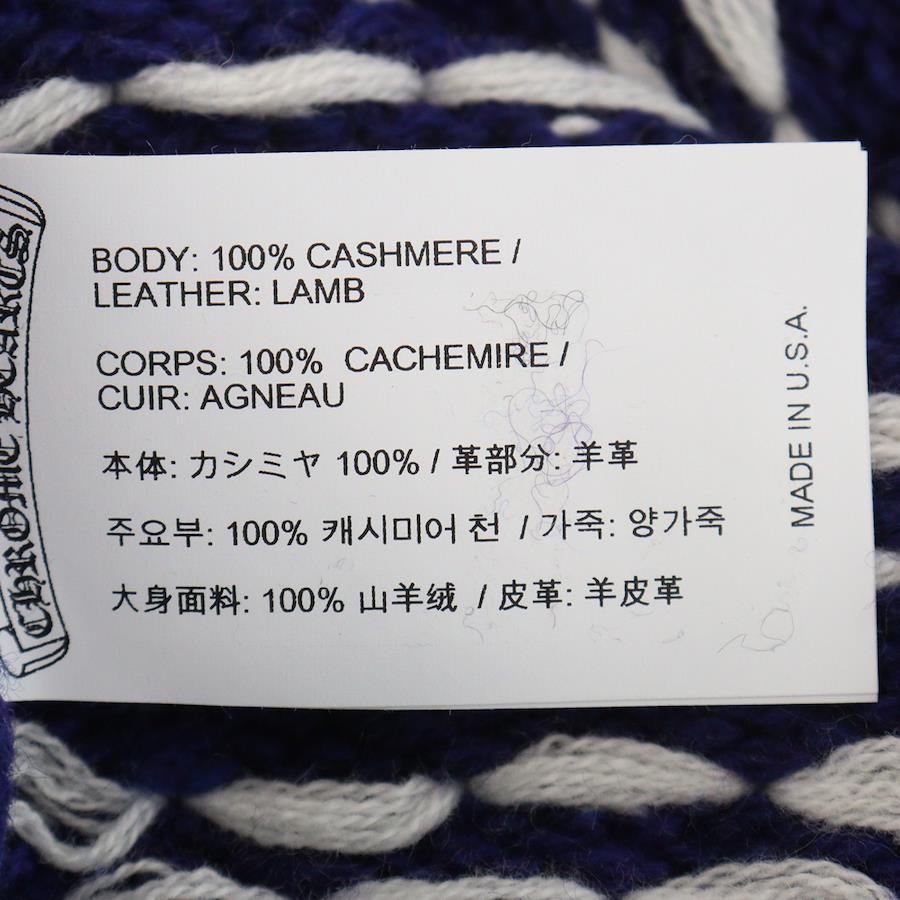 CHROME HEARTS
BODY: 100% CASHMERE /
LEATHER: LAMB
CORPS: 100% CACHEMIRE /
CUIR: AGNEAU
本体: カシミヤ 100% / 革部分: 羊革
주요부: 100% 캐시미어 천 / 가죽: 양가죽
大身面料: 100% 山羊绒 / 皮革: 羊皮革
MADE IN U.S.A.